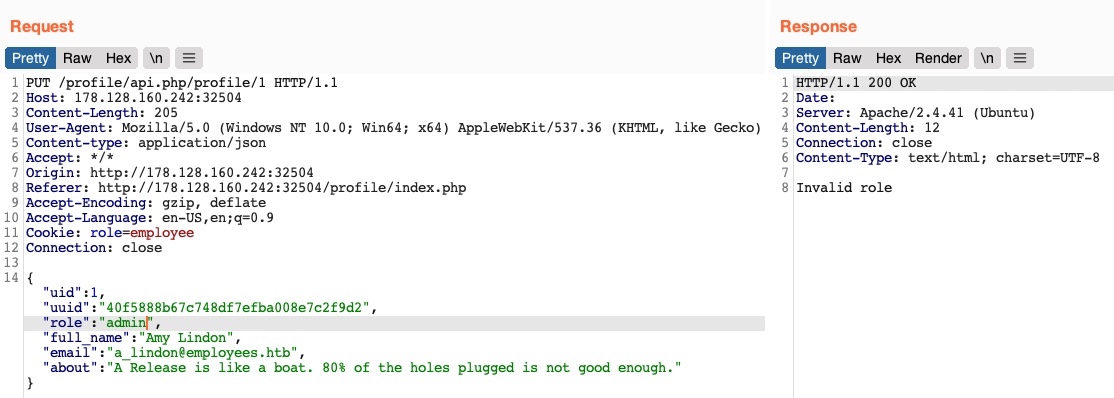 Request
Pretty Raw Hex \n
1 PUT /profile/api.php/profile/1 HTTP/1.1
2 Host: 178.128.160.242:32504
3 Content-Length: 205
4 User-Agent: Mozilla/5.0 (Windows NT 10.0; Win64; x64) AppleWebKit/537.36 (KHTML, like Gecko)
5 Content-type: application/json
6 Accept: */*
7 Origin: http://178.128.160.242:32504
8 Referer: http://178.128.160.242:32504/profile/index.php
9 Accept-Encoding: gzip, deflate
10 Accept-Language: en-US,en;q=0.9
11 Cookie: role=employee
12 Connection: close
13
14 {
"uid":1,
"uuid":"40f5888b67c748df7efba008e7c2f9d2",
"role":"admin",
"full_name":"Amy Lindon",
"email":"a_lindon@employees.htb",
"about":"A Release is like a boat. 80% of the holes plugged is not good enough."
}
Response
Pretty Raw Hex Render \n
1 HTTP/1.1 200 OK
2 Date:
3 Server: Apache/2.4.41 (Ubuntu)
4 Content-Length: 12
5 Connection: close
6 Content-Type: text/html; charset=UTF-8
7
8 Invalid role